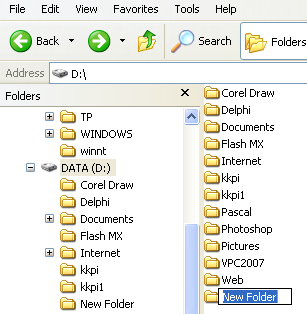 File Edit View Favorites Tools Help
Back Search Folders
Address D:\
Folders
TP
WINDOWS
winnt
DATA (D:)
Corel Draw
Delphi
Documents
Flash MX
Internet
kkpi
kkpi1
New Folder
Corel Draw
Delphi
Documents
Flash MX
Internet
kkpi
kkpi1
Pascal
Photoshop
Pictures
VPC2007
Web
New Folder